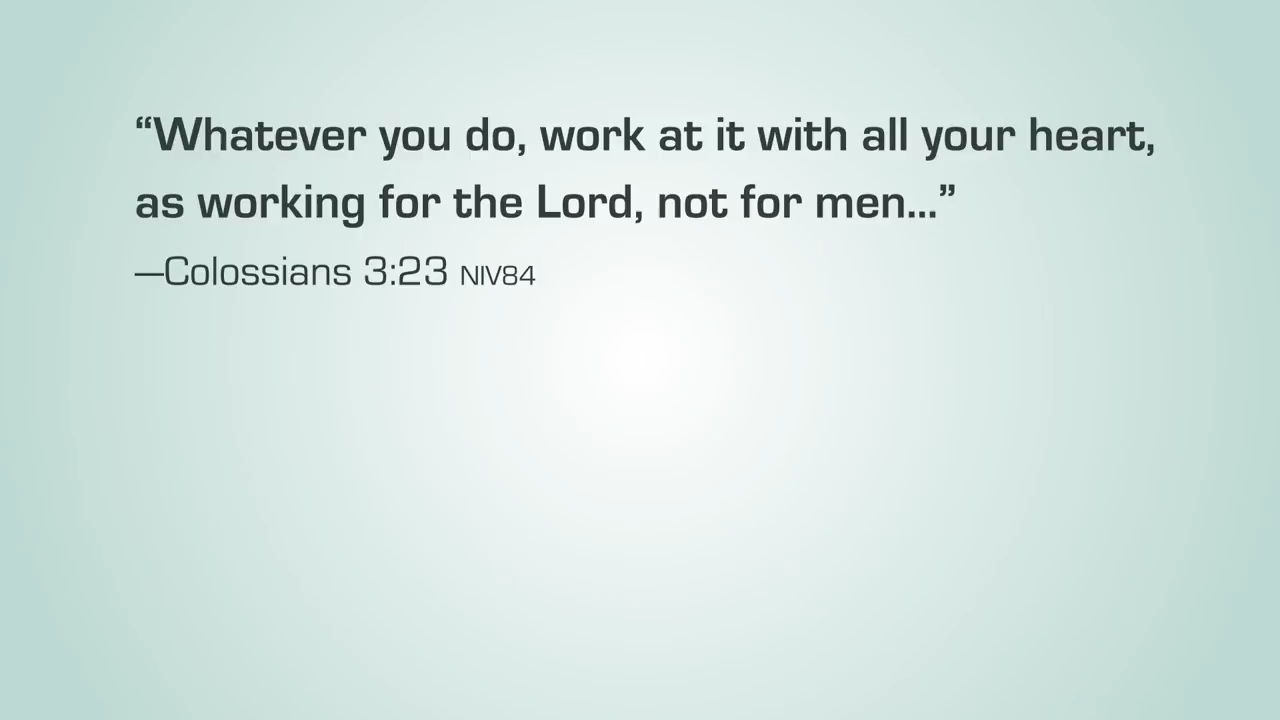 “Whatever you do, work at it with all your heart,
as working for the Lord, not for men...”
—Colossians 3:23 NIV84